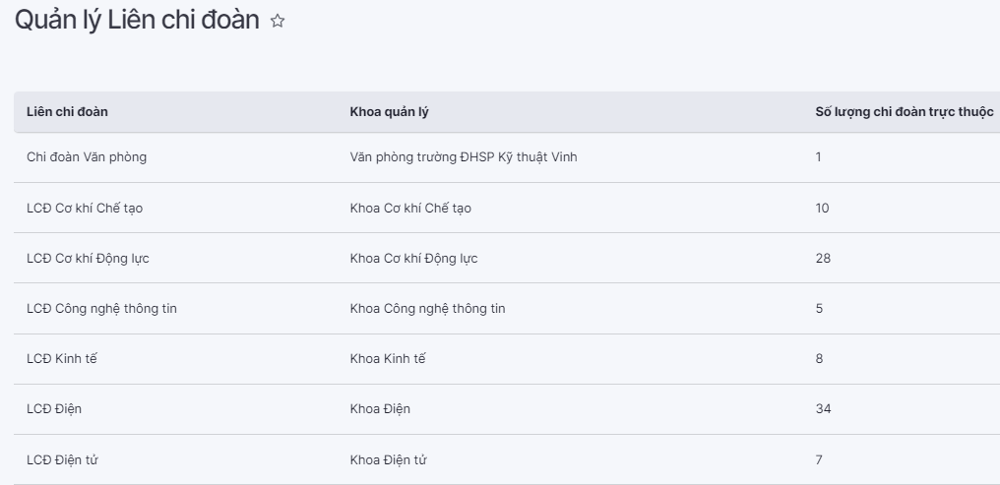 Quản lý Liên chi đoàn
Liên chi đoàn Khoa quản lý Số lượng chi đoàn trực thuộc
Chi đoàn Văn phòng Văn phòng trường ĐHSP Kỹ thuật Vinh 1
LCĐ Cơ khí Chế tạo Khoa Cơ khí Chế tạo 10
LCĐ Cơ khí Động lực Khoa Cơ khí Động lực 28
LCĐ Công nghệ thông tin Khoa Công nghệ thông tin 5
LCĐ Kinh tế Khoa Kinh tế 8
LCĐ Điện Khoa Điện 34
LCĐ Điện tử Khoa Điện tử 7